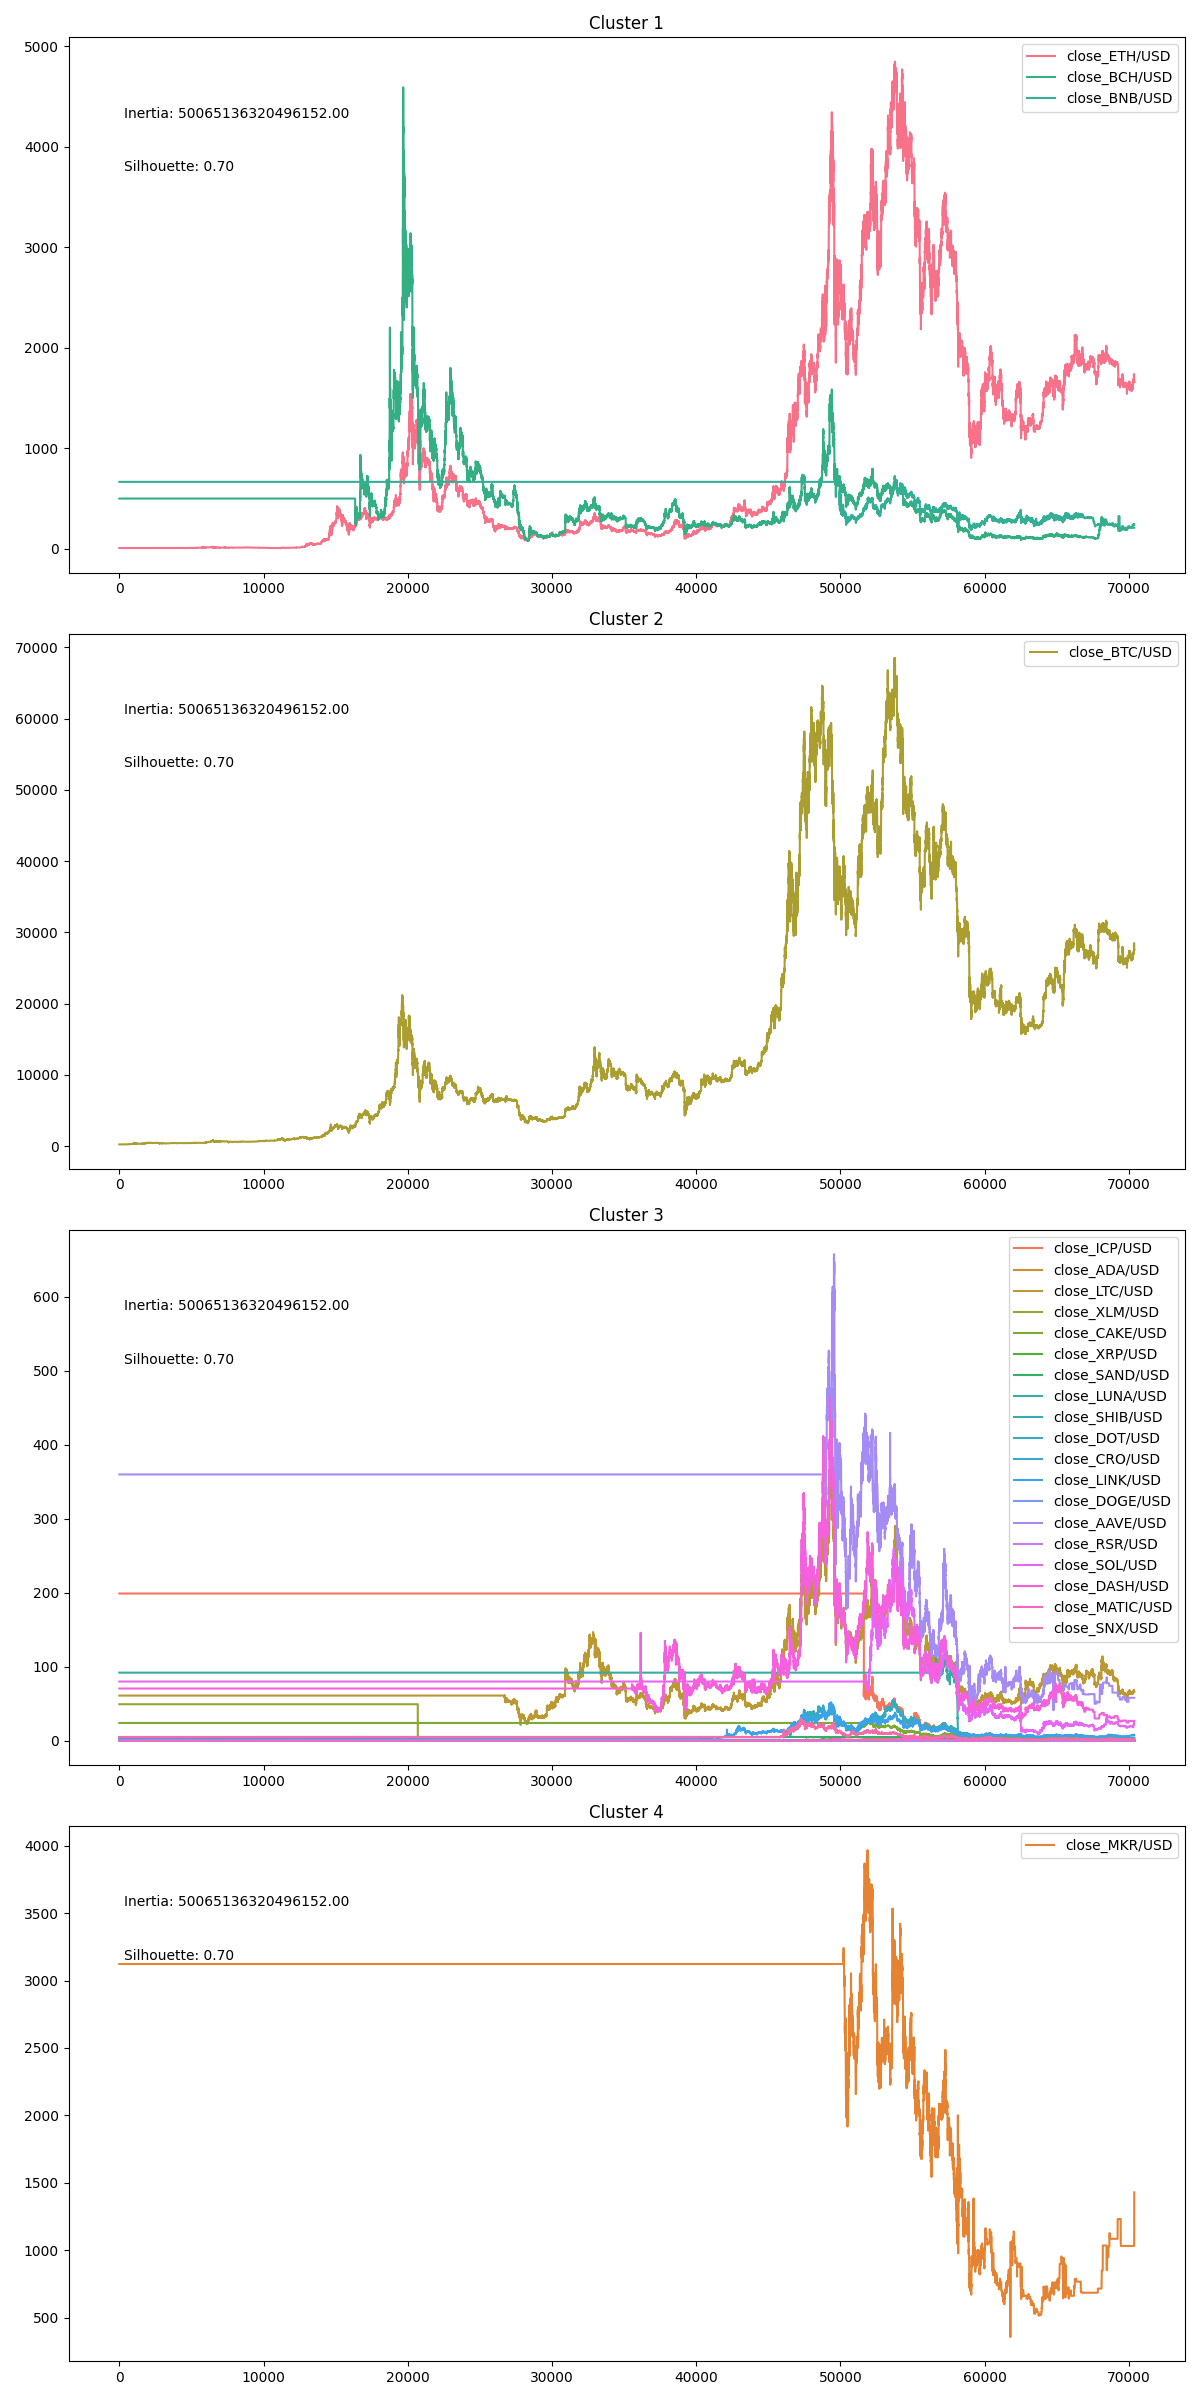 Cluster 1
5000
4000
3000
2000
1000
0
Inertia: 50065136320496152.00
Silhouette: 0.70
close_ETH/USD
close_BCH/USD
close_BNB/USD
0 10000 20000 30000 40000 50000 60000 70000
Cluster 2
70000
60000
50000
40000
30000
20000
10000
0
Inertia: 50065136320496152.00
Silhouette: 0.70
close_BTC/USD
0 10000 20000 30000 40000 50000 60000 70000
Cluster 3
600
500
400
300
200
100
0
Inertia: 50065136320496152.00
Silhouette: 0.70
close_ICP/USD
close_ADA/USD
close_LTC/USD
close_XLM/USD
close_CAKE/USD
close_XRP/USD
close_SAND/USD
close_LUNA/USD
close_SHIB/USD
close_DOT/USD
close_CRO/USD
close_LINK/USD
close_DOGE/USD
close_AAVE/USD
close_RSR/USD
close_SOL/USD
close_DASH/USD
close_MATIC/USD
close_SNX/USD
0 10000 20000 30000 40000 50000 60000 70000
Cluster 4
4000
3500
3000
2500
2000
1500
1000
500
Inertia: 50065136320496152.00
Silhouette: 0.70
close_MKR/USD
0 10000 20000 30000 40000 50000 60000 70000